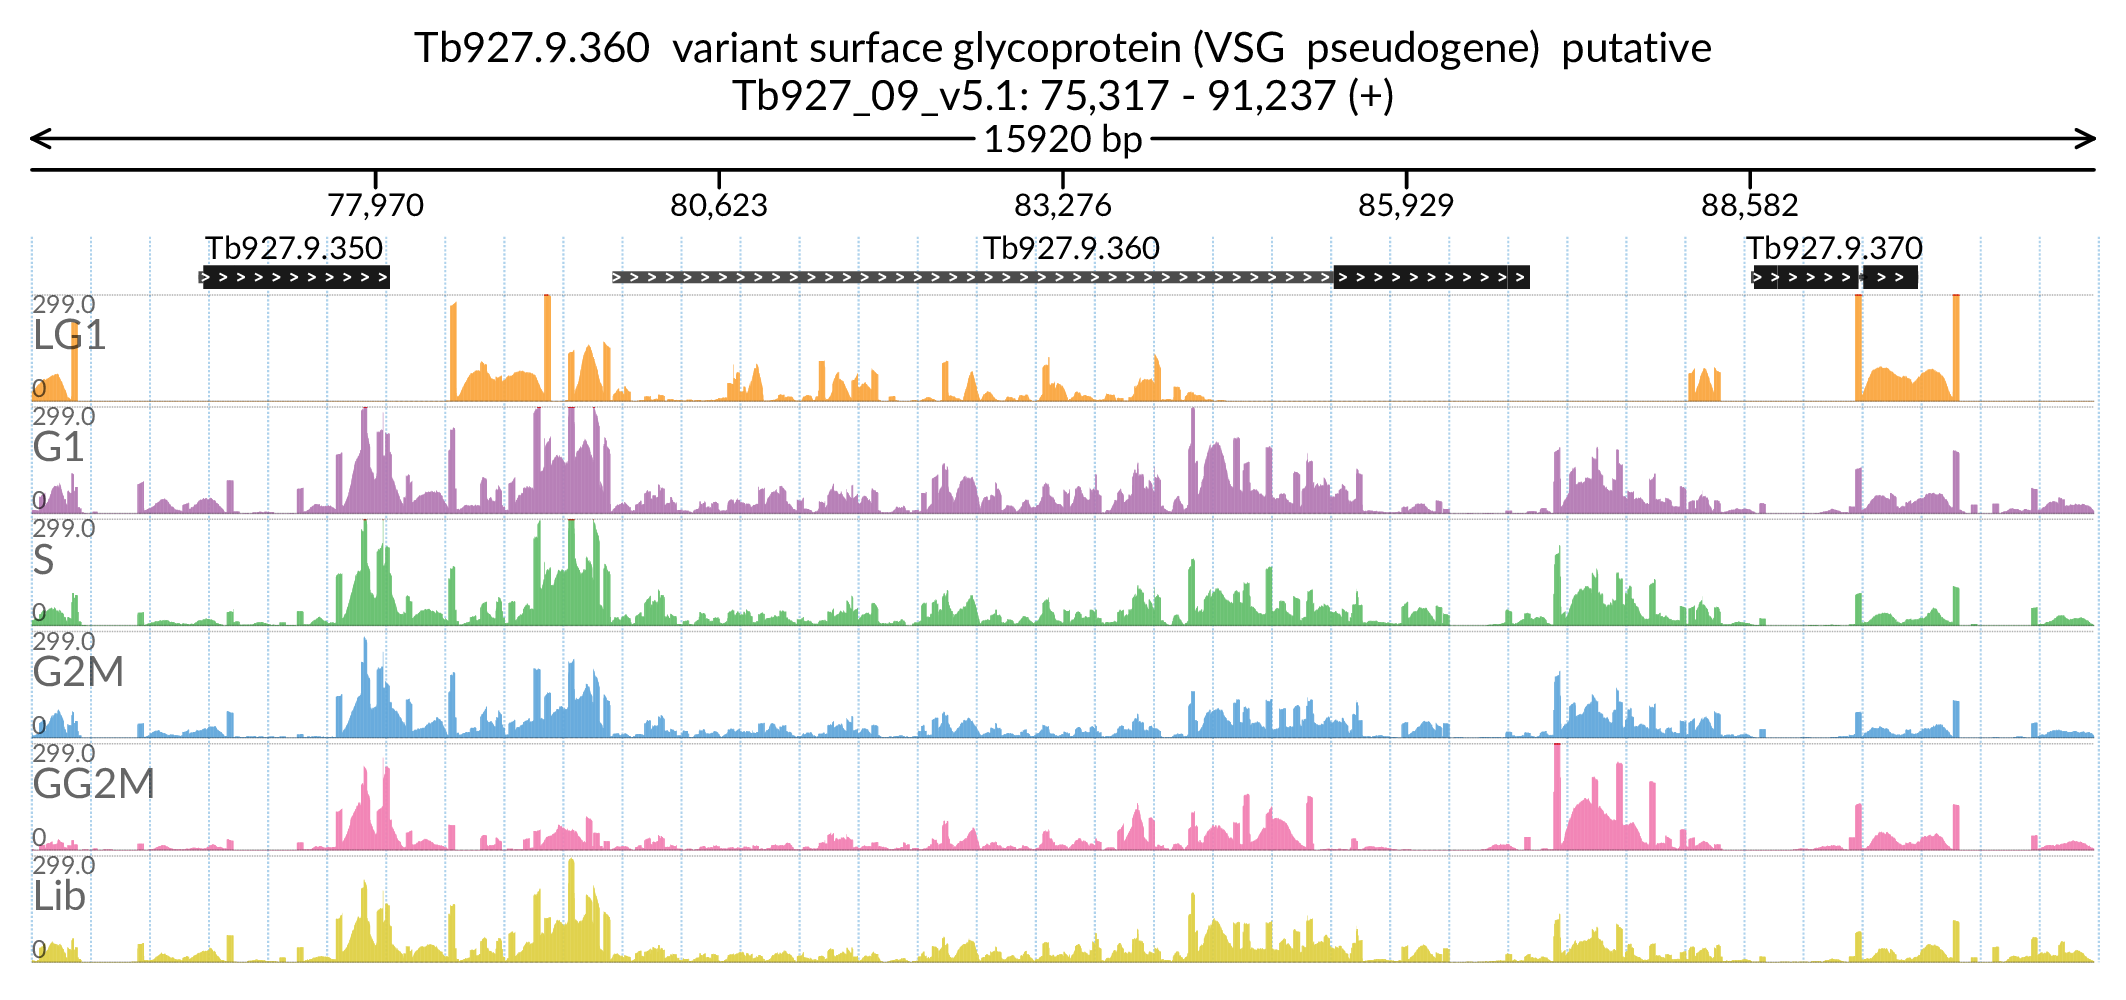 Tb927.9.360 variant surface glycoprotein (VSG pseudogene) putative
Tb927_09_v5.1: 75,317 - 91,237 (+)
15920 bp
77,970 80,623 83,276 85,929 88,582
Tb927.9.350 Tb927.9.360 Tb927.9.370
299.0
LG1
0
299.0
G1
0
299.0
S
0
299.0
G2M
0
299.0
GG2M
0
299.0
Lib
0